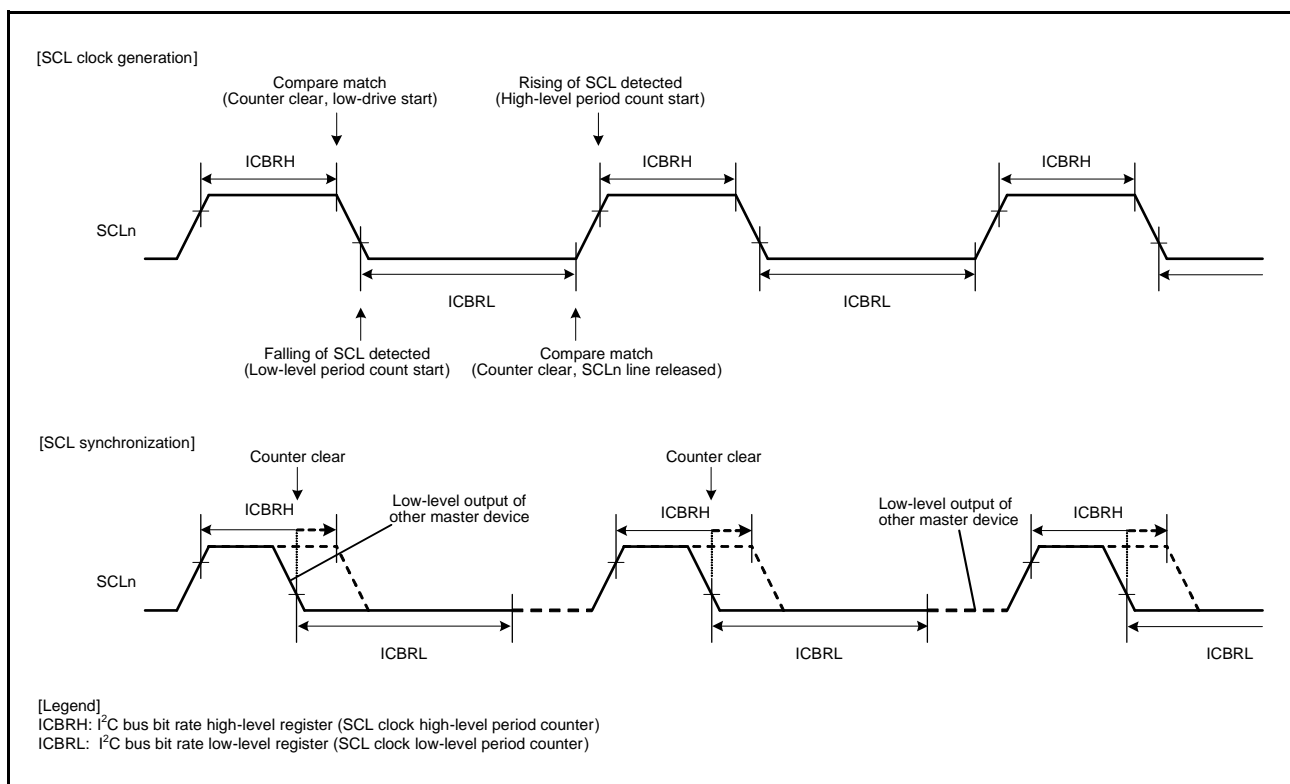 [SCL clock generation]
Compare match
(Counter clear, low-drive start)
Rising of SCL detected
(High-level period count start)
ICBRH
ICBRH
ICBRH
SCLn
ICBRL
ICBRL
Falling of SCL detected
(Low-level period count start)
Compare match
(Counter clear, SCLn line released)
[SCL synchronization]
Counter clear
Counter clear
ICBRH
Low-level output of
other master device
ICBRH
Low-level output of
other master device
ICBRH
SCLn
ICBRL
ICBRL
ICBRL
[Legend]
ICBRH: I²C bus bit rate high-level register (SCL clock high-level period counter)
ICBRL: I²C bus bit rate low-level register (SCL clock low-level period counter)